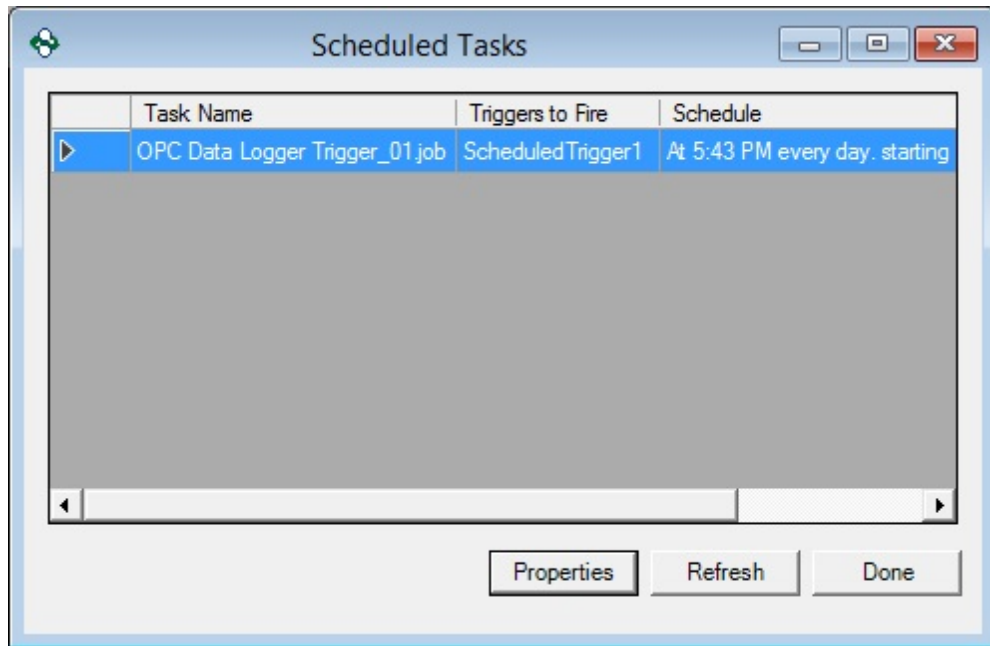 Scheduled Tasks
Task Name Triggers to Fire Schedule
OPC Data Logger Trigger_01.job ScheduledTrigger1 At 5:43 PM every day. starting
Properties Refresh Done